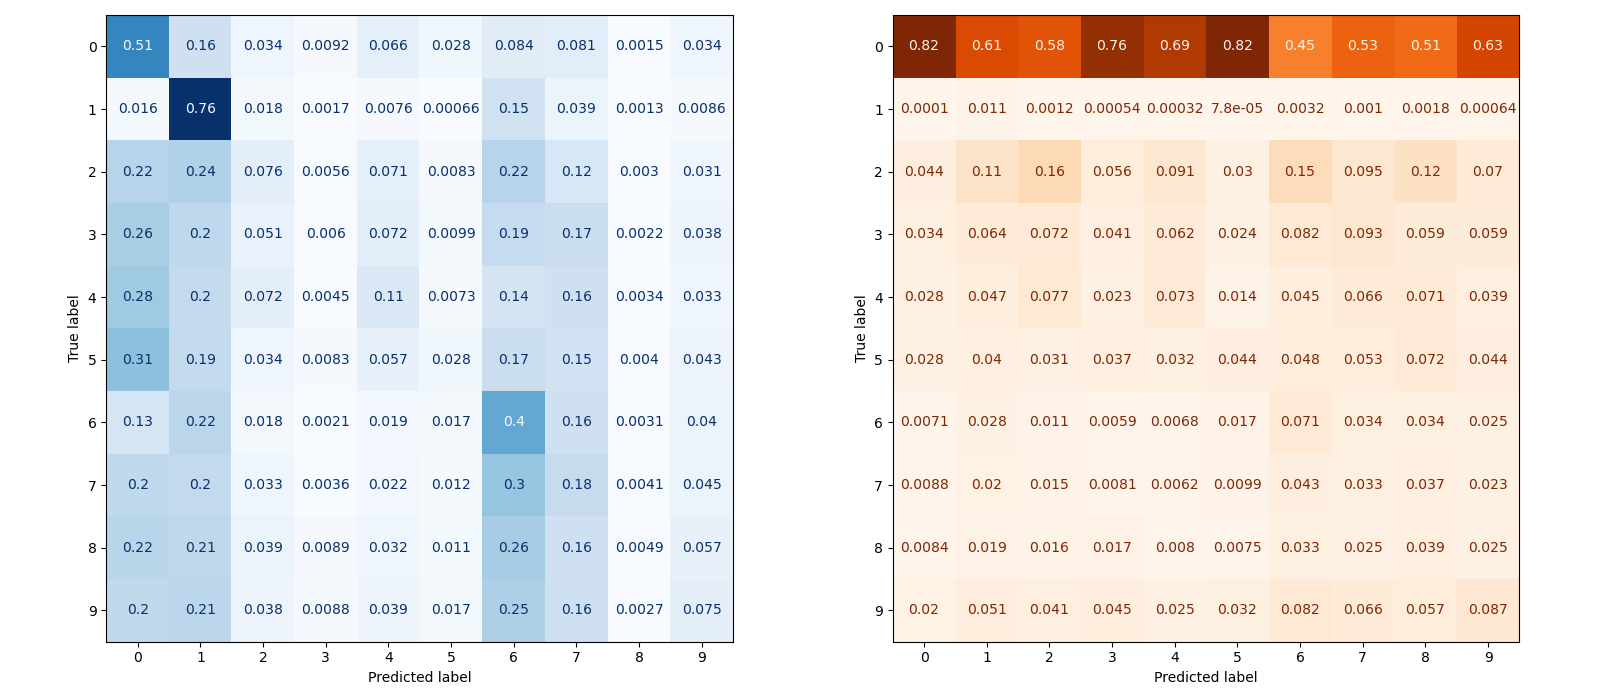 0 0.51 0.16 0.034 0.0092 0.066 0.028 0.084 0.081 0.0015 0.034
1 0.016 0.76 0.018 0.0017 0.0076 0.00066 0.15 0.039 0.0013 0.0086
2 0.22 0.24 0.076 0.0056 0.071 0.0083 0.22 0.12 0.003 0.031
3 0.26 0.2 0.051 0.006 0.072 0.0099 0.19 0.17 0.0022 0.038
4 0.28 0.2 0.072 0.0045 0.11 0.0073 0.14 0.16 0.0034 0.033
5 0.31 0.19 0.034 0.0083 0.057 0.028 0.17 0.15 0.004 0.043
6 0.13 0.22 0.018 0.0021 0.019 0.017 0.4 0.16 0.0031 0.04
7 0.2 0.2 0.033 0.0036 0.022 0.012 0.3 0.18 0.0041 0.045
8 0.22 0.21 0.039 0.0089 0.032 0.011 0.26 0.16 0.0049 0.057
9 0.2 0.21 0.038 0.0088 0.039 0.017 0.25 0.16 0.0027 0.075
0 1 2 3 4 5 6 7 8 9
Predicted label
True label
0 0.82 0.61 0.58 0.76 0.69 0.82 0.45 0.53 0.51 0.63
1 0.0001 0.011 0.0012 0.00054 0.00032 7.8e-05 0.0032 0.001 0.0018 0.00064
2 0.044 0.11 0.16 0.056 0.091 0.03 0.15 0.095 0.12 0.07
3 0.034 0.064 0.072 0.041 0.062 0.024 0.082 0.093 0.059 0.059
4 0.028 0.047 0.077 0.023 0.073 0.014 0.045 0.066 0.071 0.039
5 0.028 0.04 0.031 0.037 0.032 0.044 0.048 0.053 0.072 0.044
6 0.0071 0.028 0.011 0.0059 0.0068 0.017 0.071 0.034 0.034 0.025
7 0.0088 0.02 0.015 0.0081 0.0062 0.0099 0.043 0.033 0.037 0.023
8 0.0084 0.019 0.016 0.017 0.008 0.0075 0.033 0.025 0.039 0.025
9 0.02 0.051 0.041 0.045 0.025 0.032 0.082 0.066 0.057 0.087
0 1 2 3 4 5 6 7 8 9
Predicted label
True label